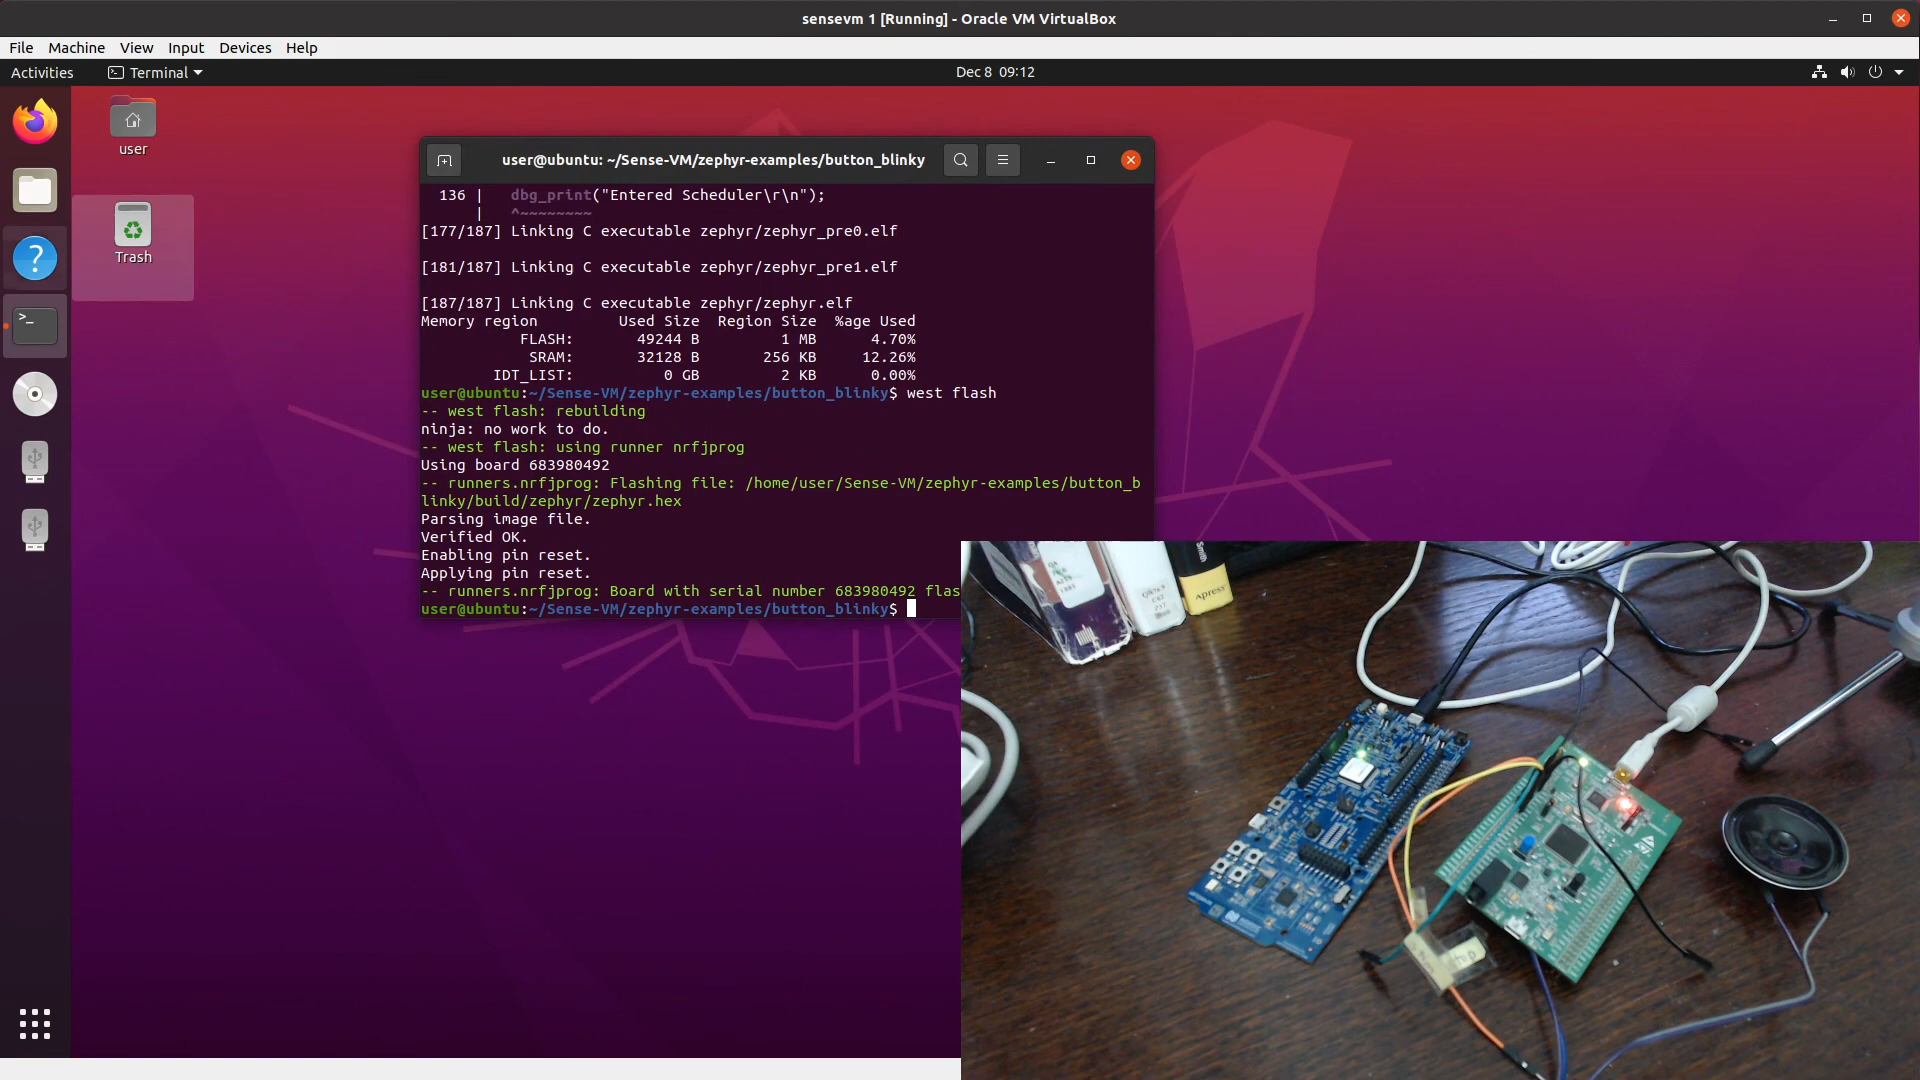 sensevm 1 [Running] - Oracle VM VirtualBox
File Machine View Input Devices Help
Activities Terminal Dec 8 09:12
user
Trash
user@ubuntu: ~/Sense-VM/zephyr-examples/button_blinky
136 | dbg_print("Entered Scheduler\r\n");
| ^~~~~~~~~
[177/187] Linking C executable zephyr/zephyr_pre0.elf
[181/187] Linking C executable zephyr/zephyr_pre1.elf
[187/187] Linking C executable zephyr/zephyr.elf
Memory region Used Size Region Size %age Used
FLASH: 49244 B 1 MB 4.70%
SRAM: 32128 B 256 KB 12.26%
IDT_LIST: 0 GB 2 KB 0.00%
user@ubuntu:~/Sense-VM/zephyr-examples/button_blinky$ west flash
-- west flash: rebuilding
ninja: no work to do.
-- west flash: using runner nrfjprog
Using board 683980492
-- runners.nrfjprog: Flashing file: /home/user/Sense-VM/zephyr-examples/button_b
linky/build/zephyr/zephyr.hex
Parsing image file.
Verified OK.
Enabling pin reset.
Applying pin reset.
-- runners.nrfjprog: Board with serial number 683980492 flas
user@ubuntu:~/Sense-VM/zephyr-examples/button_blinky$
Smith
Apress